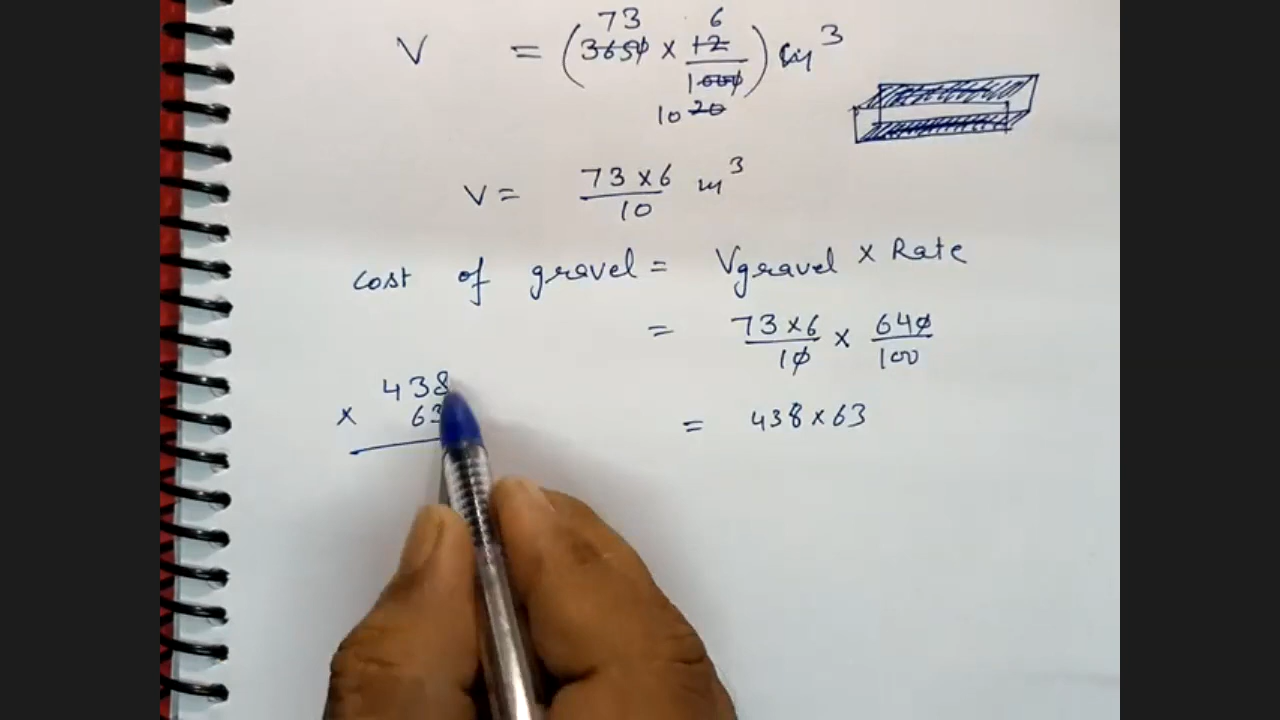 73 6
V = (3650 × 12/1000) m³
10 20
V = 73 × 6/10 m³
cost of gravel = Vgravel × Rate
= 73 × 6/10 × 640/100
438
× 63
= 438 × 63